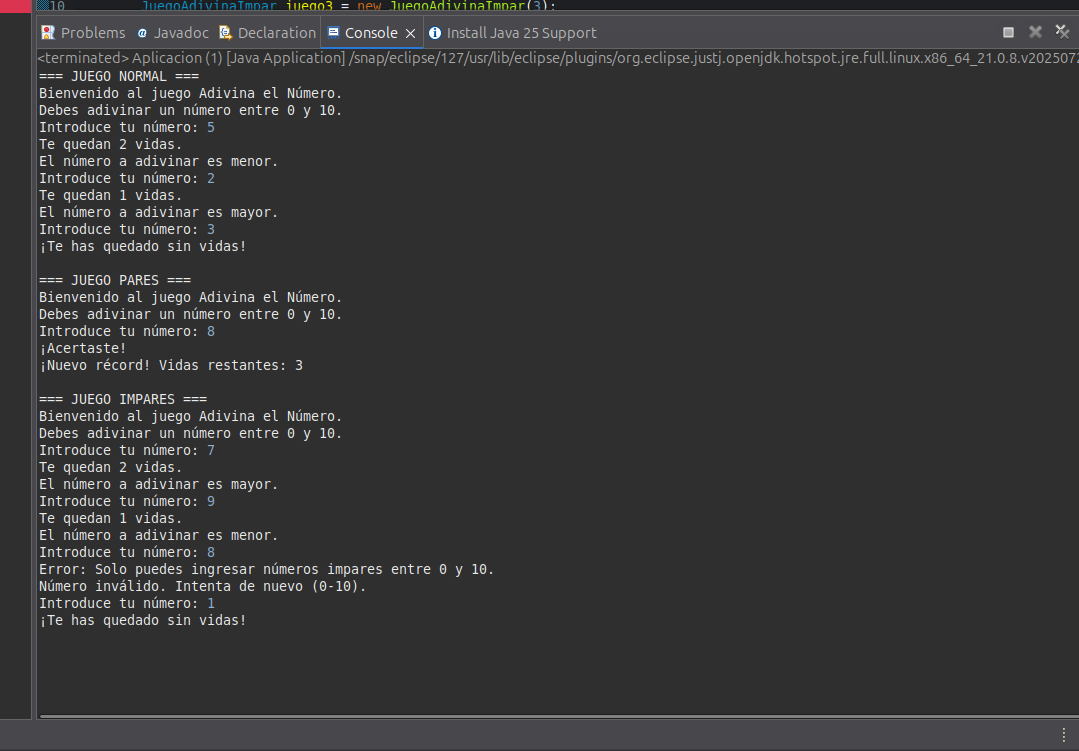 10 JuegoAdivinaImpar juego3 = new JuegoAdivinaImpar(3);
Problems @ Javadoc Declaration Console Install Java 25 Support
<terminated> Aplicacion (1) [Java Application] /snap/eclipse/127/usr/lib/eclipse/plugins/org.eclipse.justj.openjdk.hotspot.jre.full.linux.x86_64_21.0.8.v202507
=== JUEGO NORMAL ===
Bienvenido al juego Adivina el Número.
Debes adivinar un número entre 0 y 10.
Introduce tu número: 5
Te quedan 2 vidas.
El número a adivinar es menor.
Introduce tu número: 2
Te quedan 1 vidas.
El número a adivinar es mayor.
Introduce tu número: 3
¡Te has quedado sin vidas!
=== JUEGO PARES ===
Bienvenido al juego Adivina el Número.
Debes adivinar un número entre 0 y 10.
Introduce tu número: 8
¡Acertaste!
¡Nuevo récord! Vidas restantes: 3
=== JUEGO IMPARES ===
Bienvenido al juego Adivina el Número.
Debes adivinar un número entre 0 y 10.
Introduce tu número: 7
Te quedan 2 vidas.
El número a adivinar es mayor.
Introduce tu número: 9
Te quedan 1 vidas.
El número a adivinar es menor.
Introduce tu número: 8
Error: Solo puedes ingresar números impares entre 0 y 10.
Número inválido. Intenta de nuevo (0-10).
Introduce tu número: 1
¡Te has quedado sin vidas!